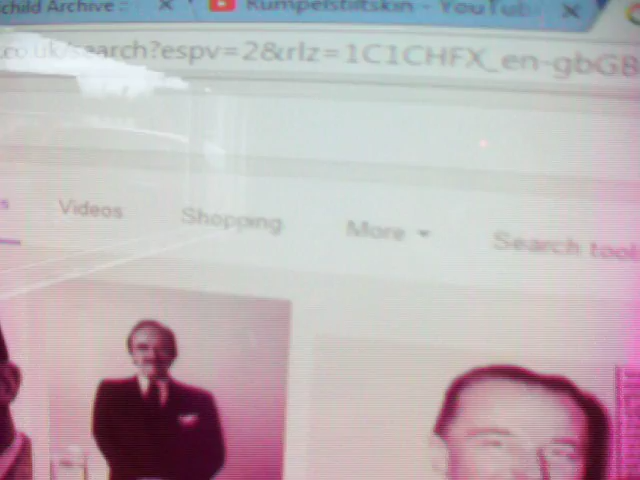 child Archive ::
Rumpelstiltskin - YouTub
co.uk/search?espv=2&rlz=1C1CHFX_en-gbGB
s Videos Shopping More Search tool